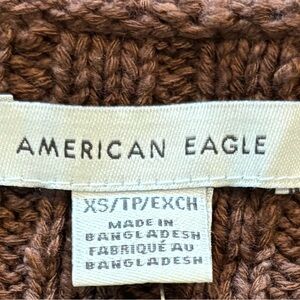 AMERICAN EAGLE
XS/TP/EXCH
MADE IN
BANGLADESH
FABRIQUÉ AU
BANGLADESH